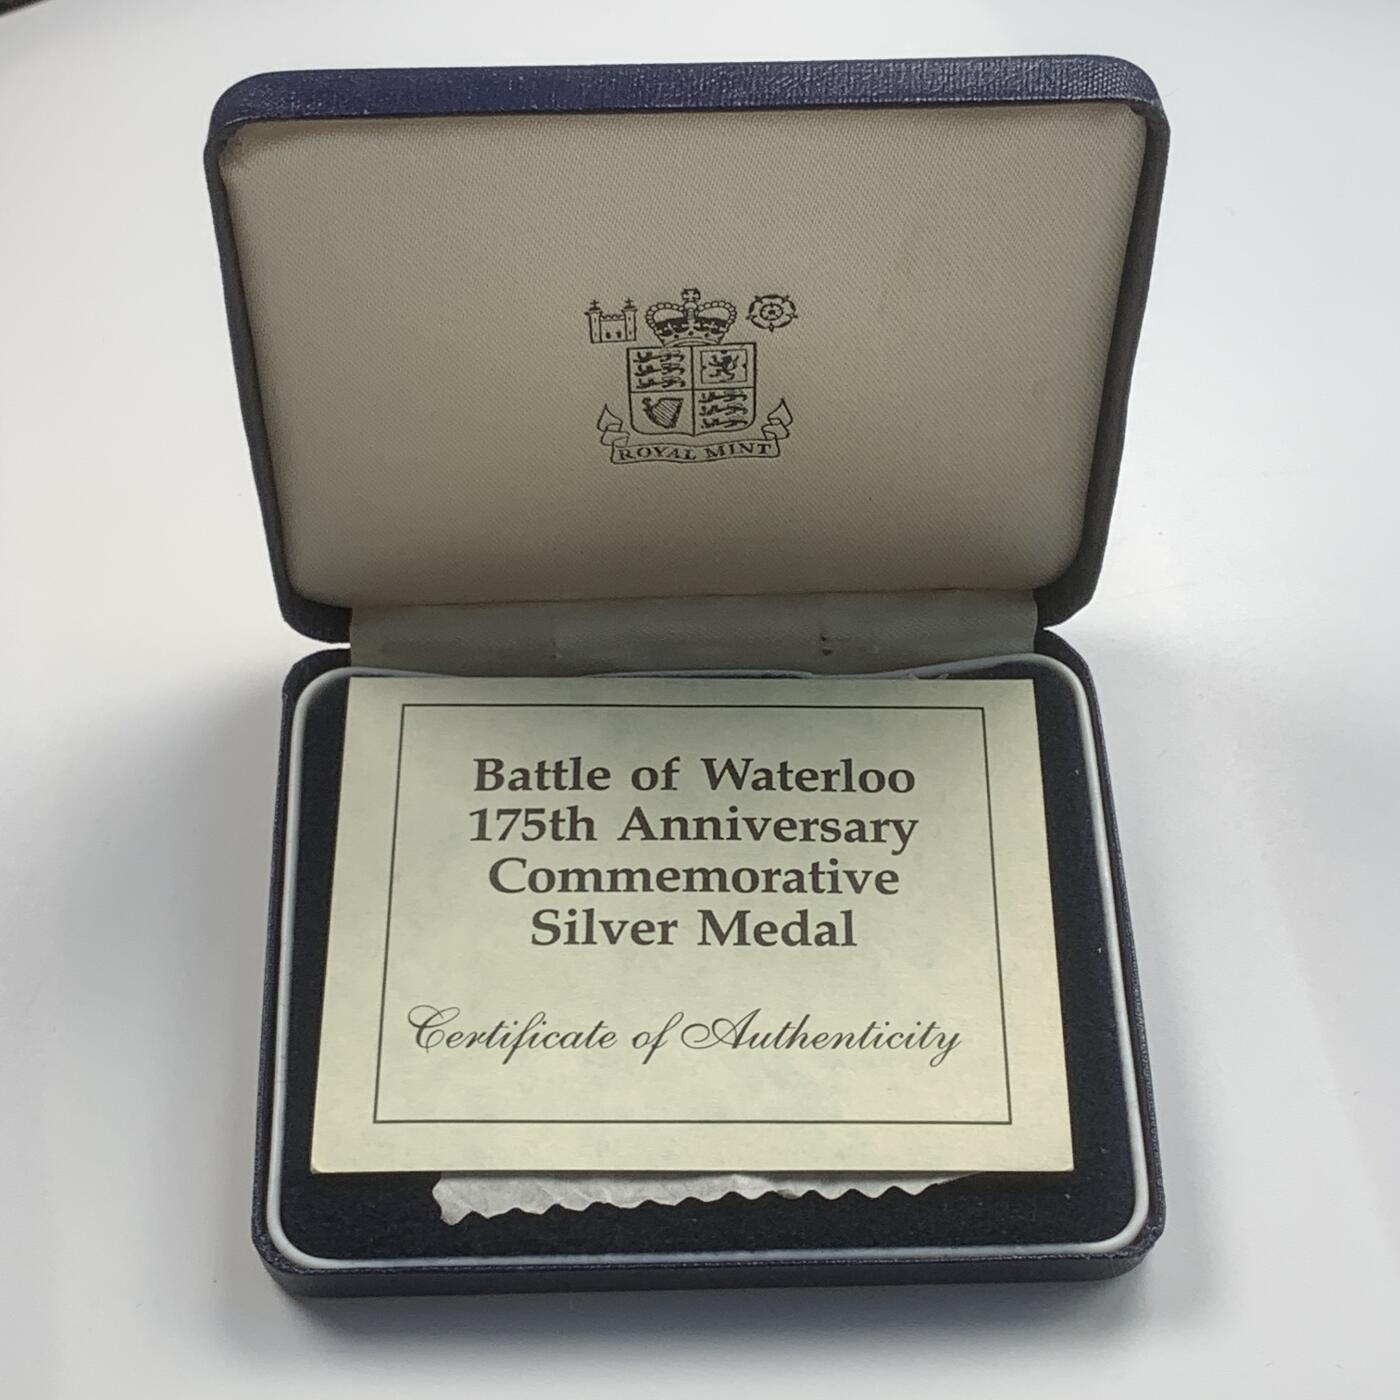 ROYAL MINT
Battle of Waterloo
175th Anniversary
Commemorative
Silver Medal
Certificate of Authenticity